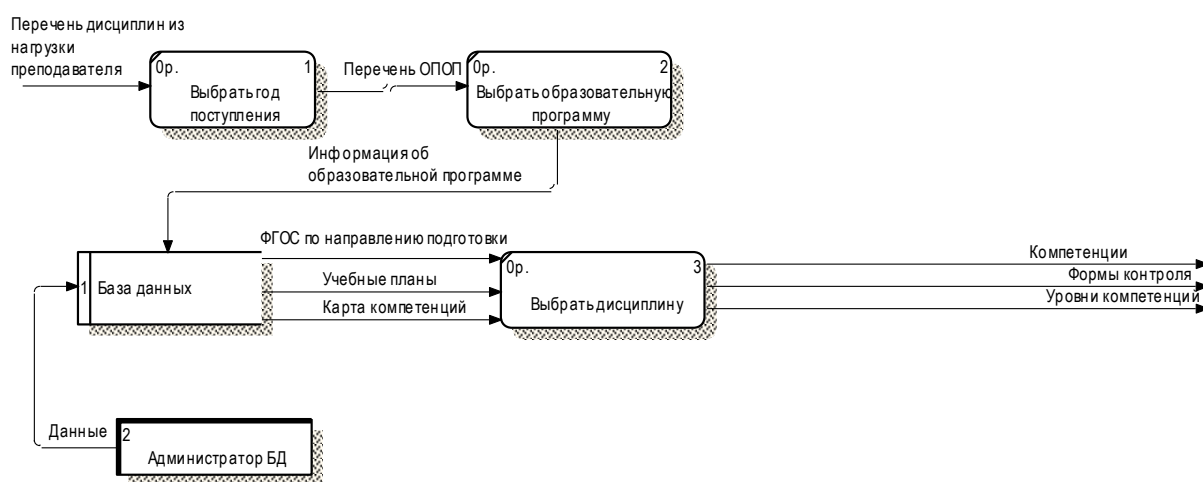 Перечень дисциплин из
нагрузки
преподавателя
0р.
1
Выбрать год
поступления
Перечень ОПОП
0р.
2
Выбрать образовательную
программу
Информация об
образовательной программе
ФГОС по направлению подготовки
Учебные планы
Карта компетенций
1
База данных
0р.
3
Выбрать дисциплину
Компетенции
Формы контроля
Уровни компетенций
Данные
2
Администратор БД